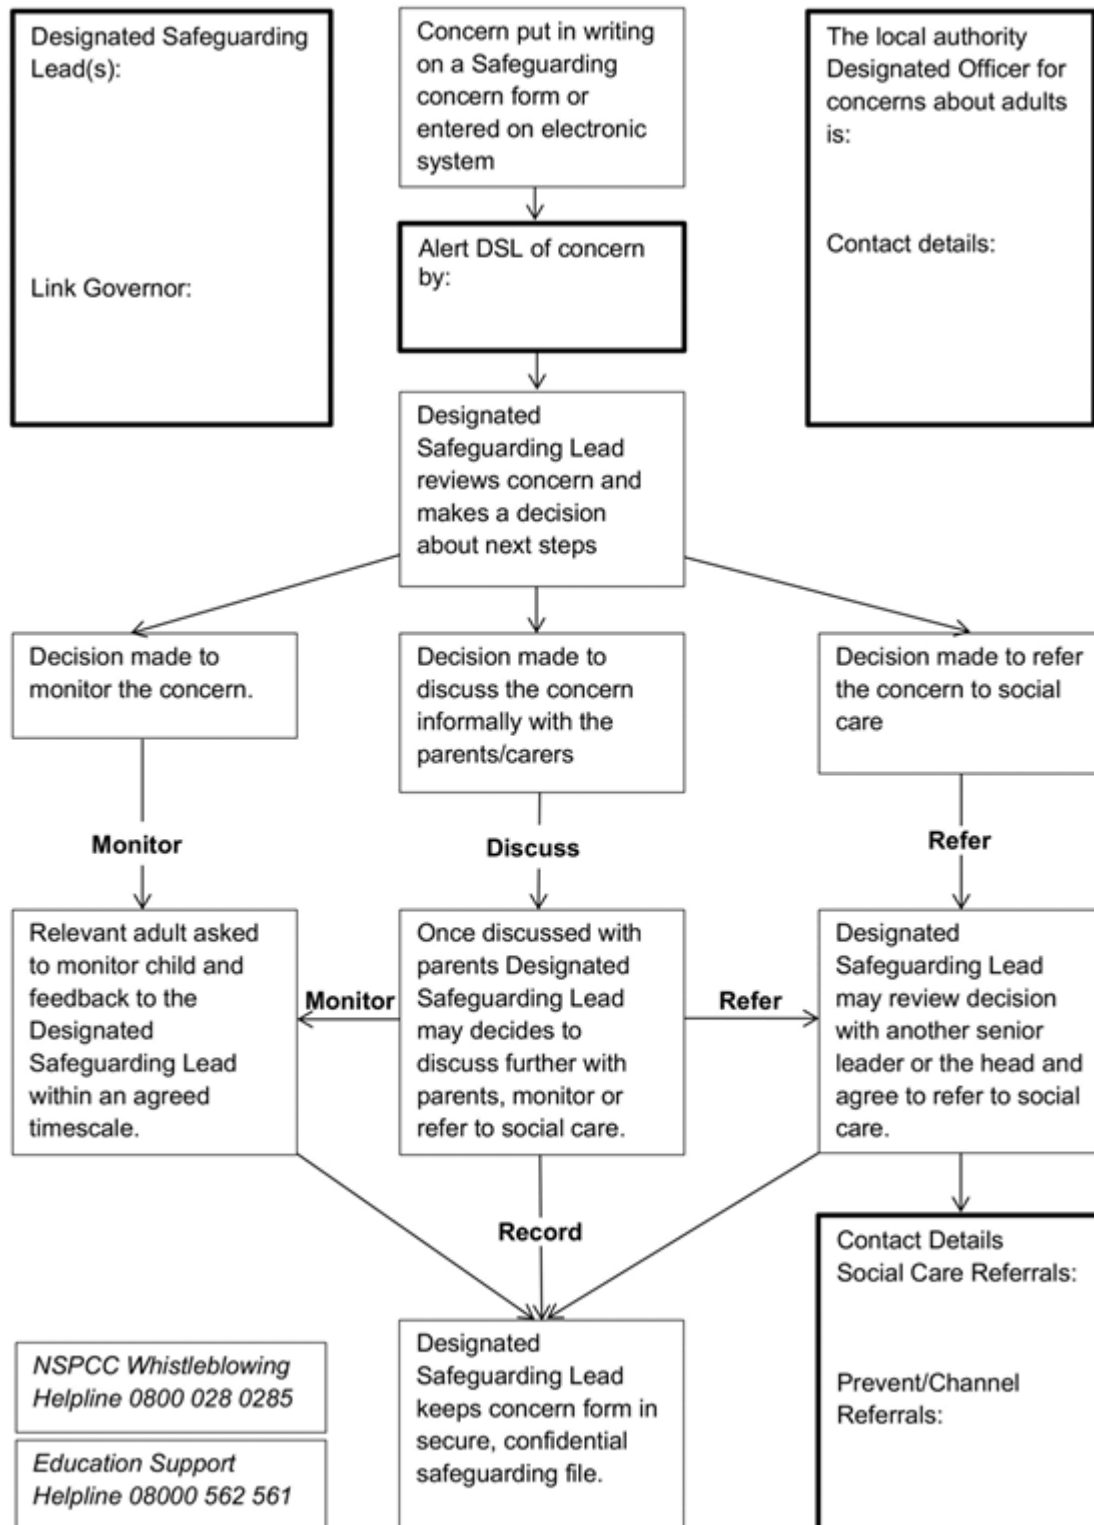 Designated Safeguarding
Lead(s):
Link Governor:
Concern put in writing
on a Safeguarding
concern form or
entered on electronic
system
The local authority
Designated Officer for
concerns about adults
is:
Contact details:
Alert DSL of concern
by:
Designated
Safeguarding Lead
reviews concern and
makes a decision
about next steps
Decision made to
monitor the concern.
Decision made to
discuss the concern
informally with the
parents/carers
Decision made to refer
the concern to social
care
Monitor
Discuss
Refer
Relevant adult asked
to monitor child and
feedback to the
Designated
Safeguarding Lead
within an agreed
timescale.
Monitor
Once discussed with
parents Designated
Safeguarding Lead
may decides to
discuss further with
parents, monitor or
refer to social care.
Refer
Designated
Safeguarding Lead
may review decision
with another senior
leader or the head and
agree to refer to social
care.
Record
Contact Details
Social Care Referrals:
Prevent/Channel
Referrals:
Designated
Safeguarding Lead
keeps concern form in
secure, confidential
safeguarding file.
NSPCC Whistleblowing
Helpline 0800 028 0285
Education Support
Helpline 08000 562 561